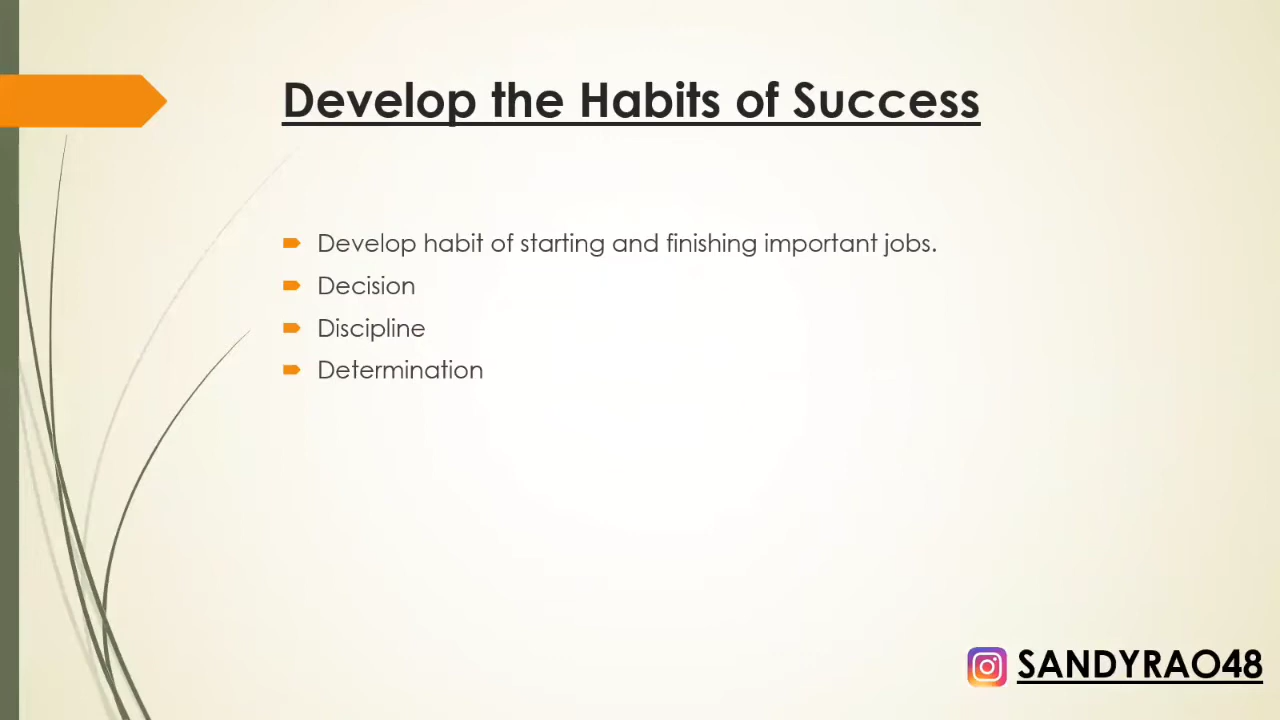 Develop the Habits of Success
Develop habit of starting and finishing important jobs.
Decision
Discipline
Determination
SANDYRAO48